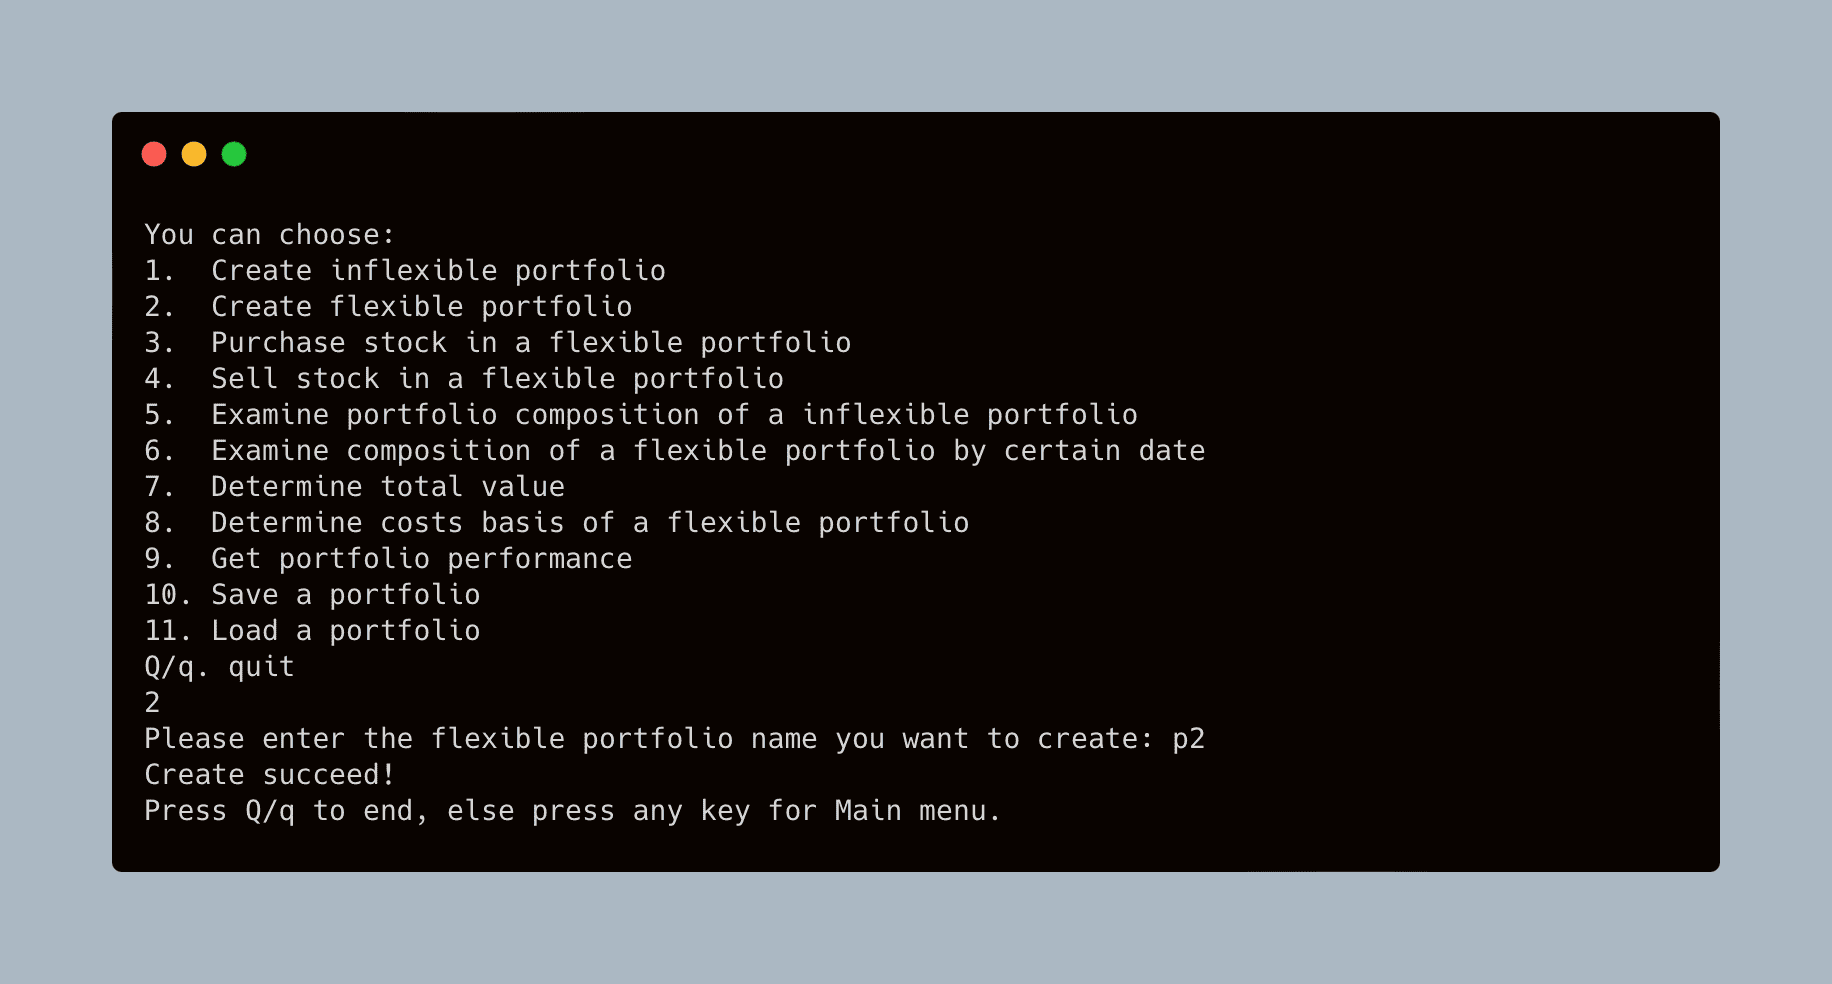 You can choose:
1.  Create inflexible portfolio
2.  Create flexible portfolio
3.  Purchase stock in a flexible portfolio
4.  Sell stock in a flexible portfolio
5.  Examine portfolio composition of a inflexible portfolio
6.  Examine composition of a flexible portfolio by certain date
7.  Determine total value
8.  Determine costs basis of a flexible portfolio
9.  Get portfolio performance
10. Save a portfolio
11. Load a portfolio
Q/q. quit
2
Please enter the flexible portfolio name you want to create: p2
Create succeed!
Press Q/q to end, else press any key for Main menu.